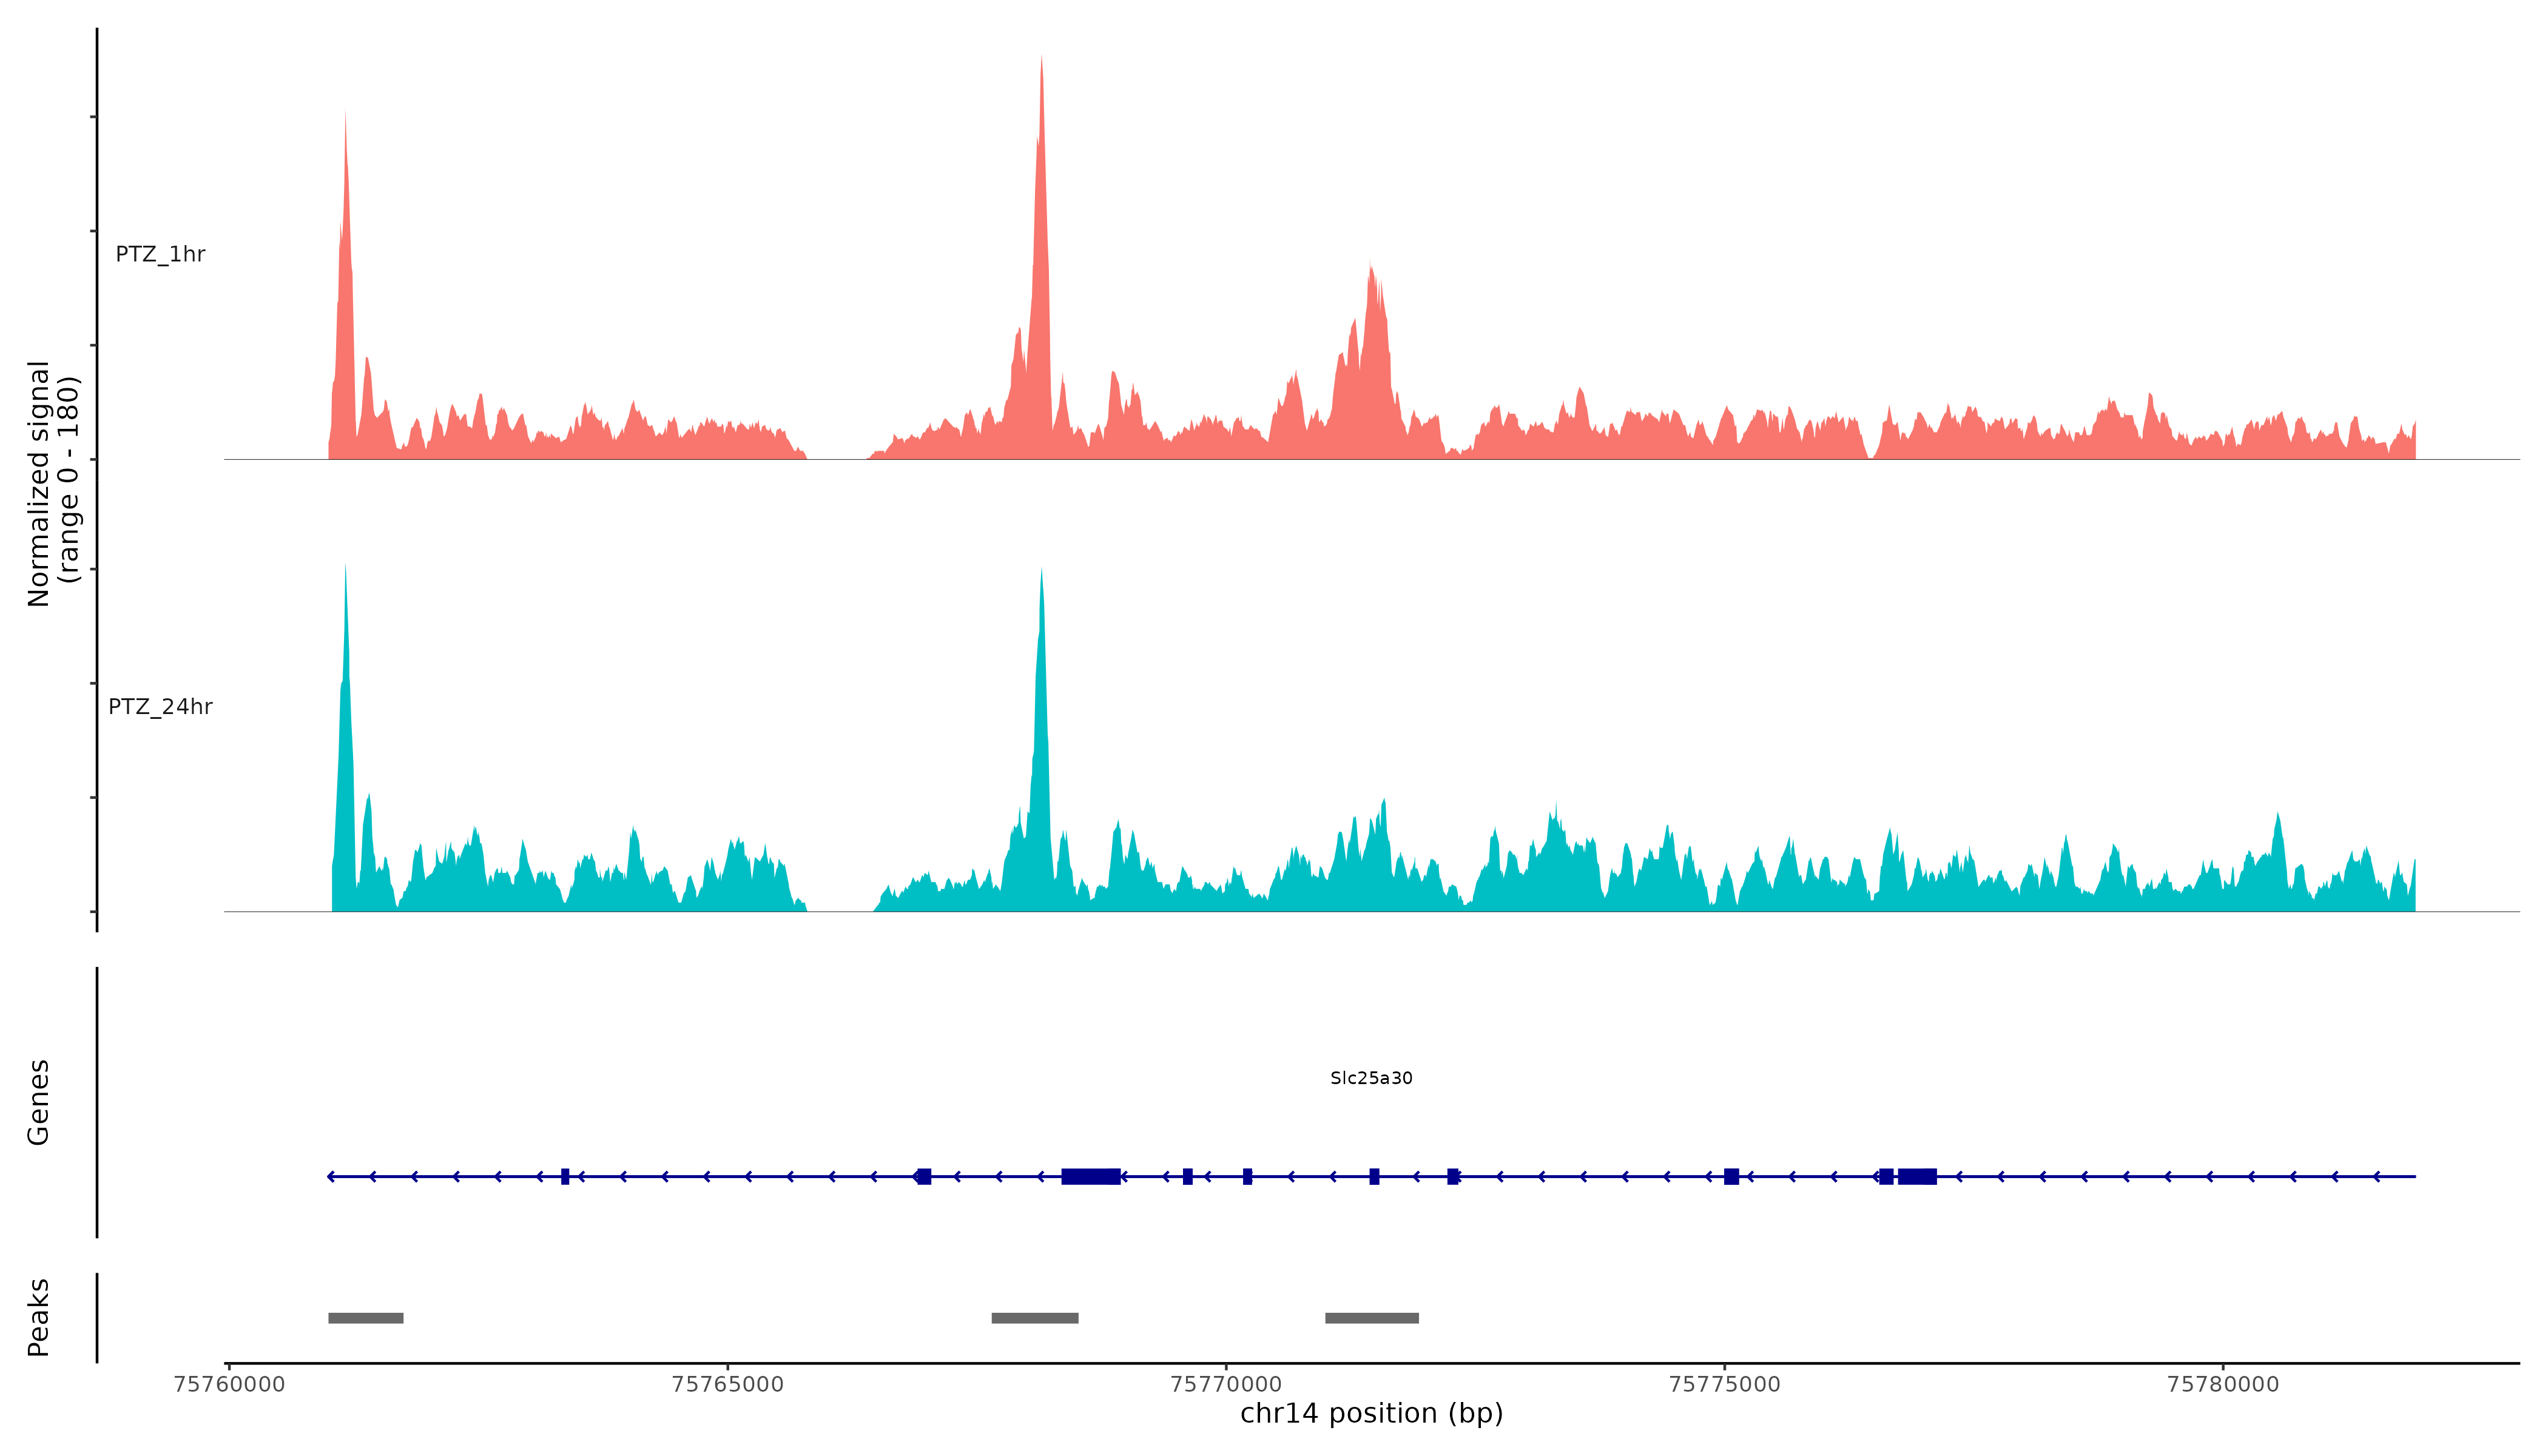 PTZ_1hr
Normalized signal
(range 0 - 180)
PTZ_24hr
Genes
Slc25a30
Peaks
75760000
75765000
75770000
75775000
75780000
chr14 position (bp)